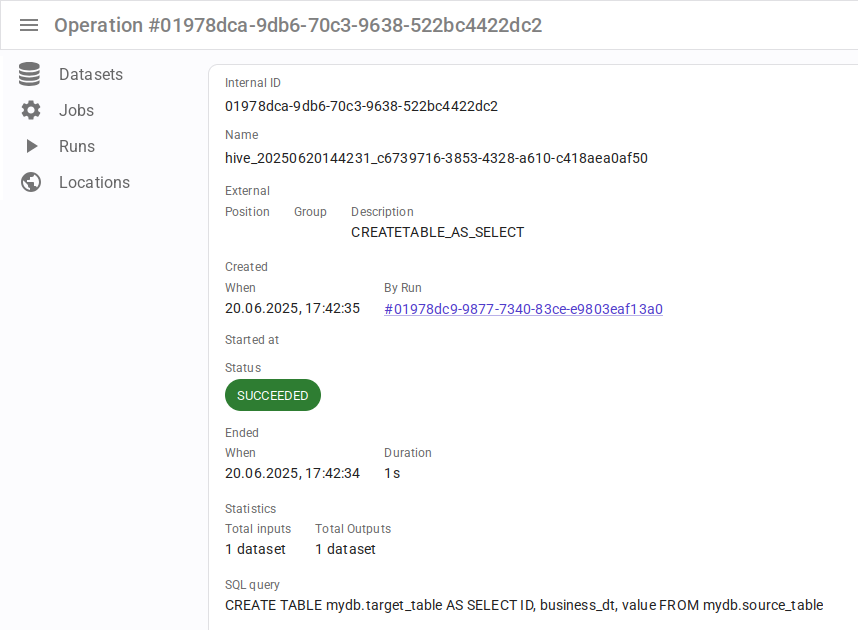 Operation #01978dca-9db6-70c3-9638-522bc4422dc2
Datasets
Jobs
Runs
Locations
Internal ID
01978dca-9db6-70c3-9638-522bc4422dc2
Name
hive_20250620144231_c6739716-3853-4328-a610-c418aea0af50
External
Position Group Description
CREATETABLE_AS_SELECT
Created
When By Run
20.06.2025, 17:42:35 #01978dc9-9877-7340-83ce-e9803eaf13a0
Started at
Status
SUCCEEDED
Ended
When Duration
20.06.2025, 17:42:34 1s
Statistics
Total inputs Total Outputs
1 dataset 1 dataset
SQL query
CREATE TABLE mydb.target_table AS SELECT ID, business_dt, value FROM mydb.source_table